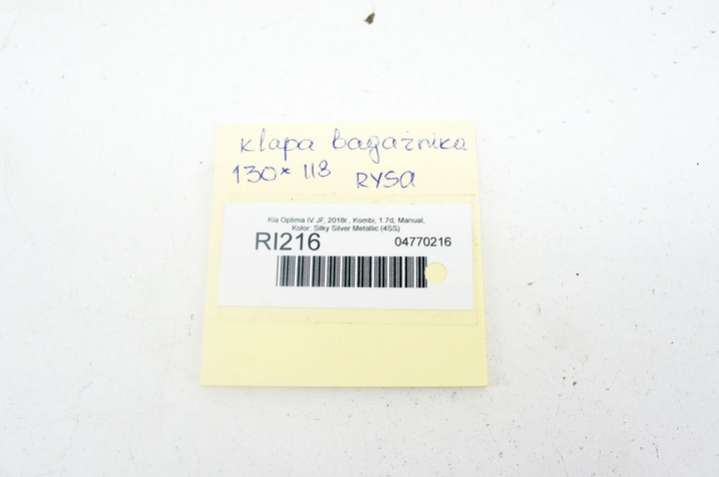 klapa bagażnika
130* 118 RYSA
Kia Optima IV JF, 2018r., Kombi, 1.7d, Manual,
Kolor: Silky Silver Metallic (4SS)
RI216 04770216